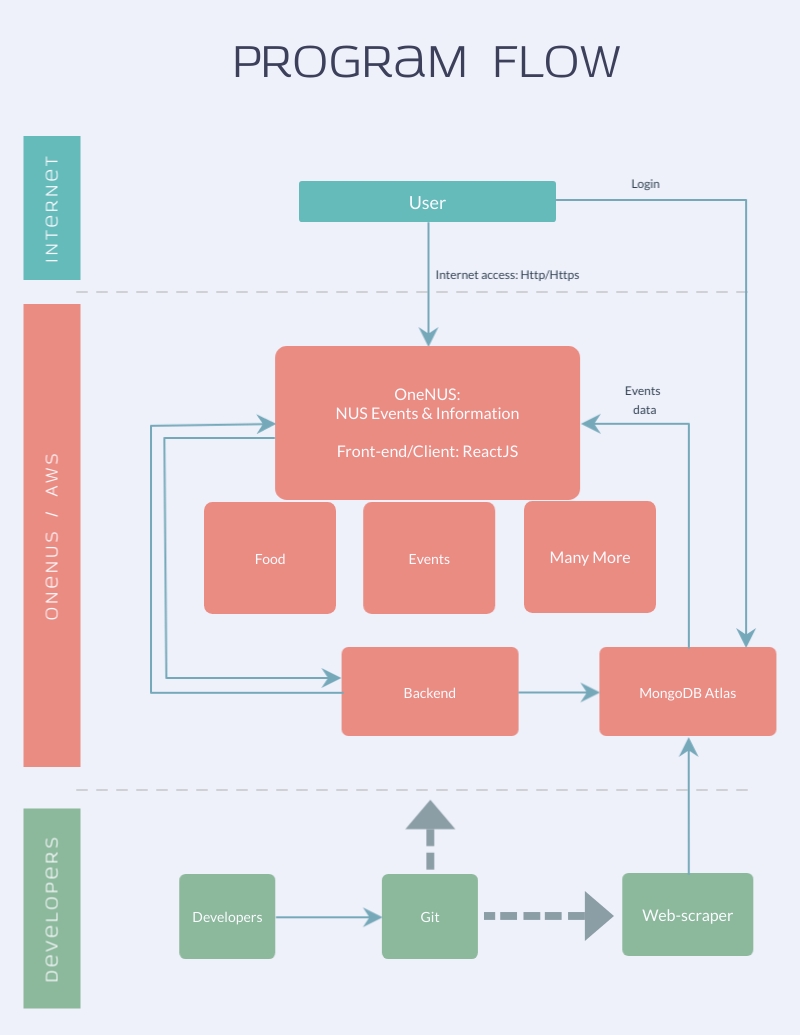 PROGRAM FLOW
INTERNET
Login
User
Internet access: Http/Https
ONENUS / AWS
OneNUS:
NUS Events & Information
Front-end/Client: ReactJS
Events
data
Food
Events
Many More
Backend
MongoDB Atlas
DEVELOPERS
Developers
Git
Web-scraper